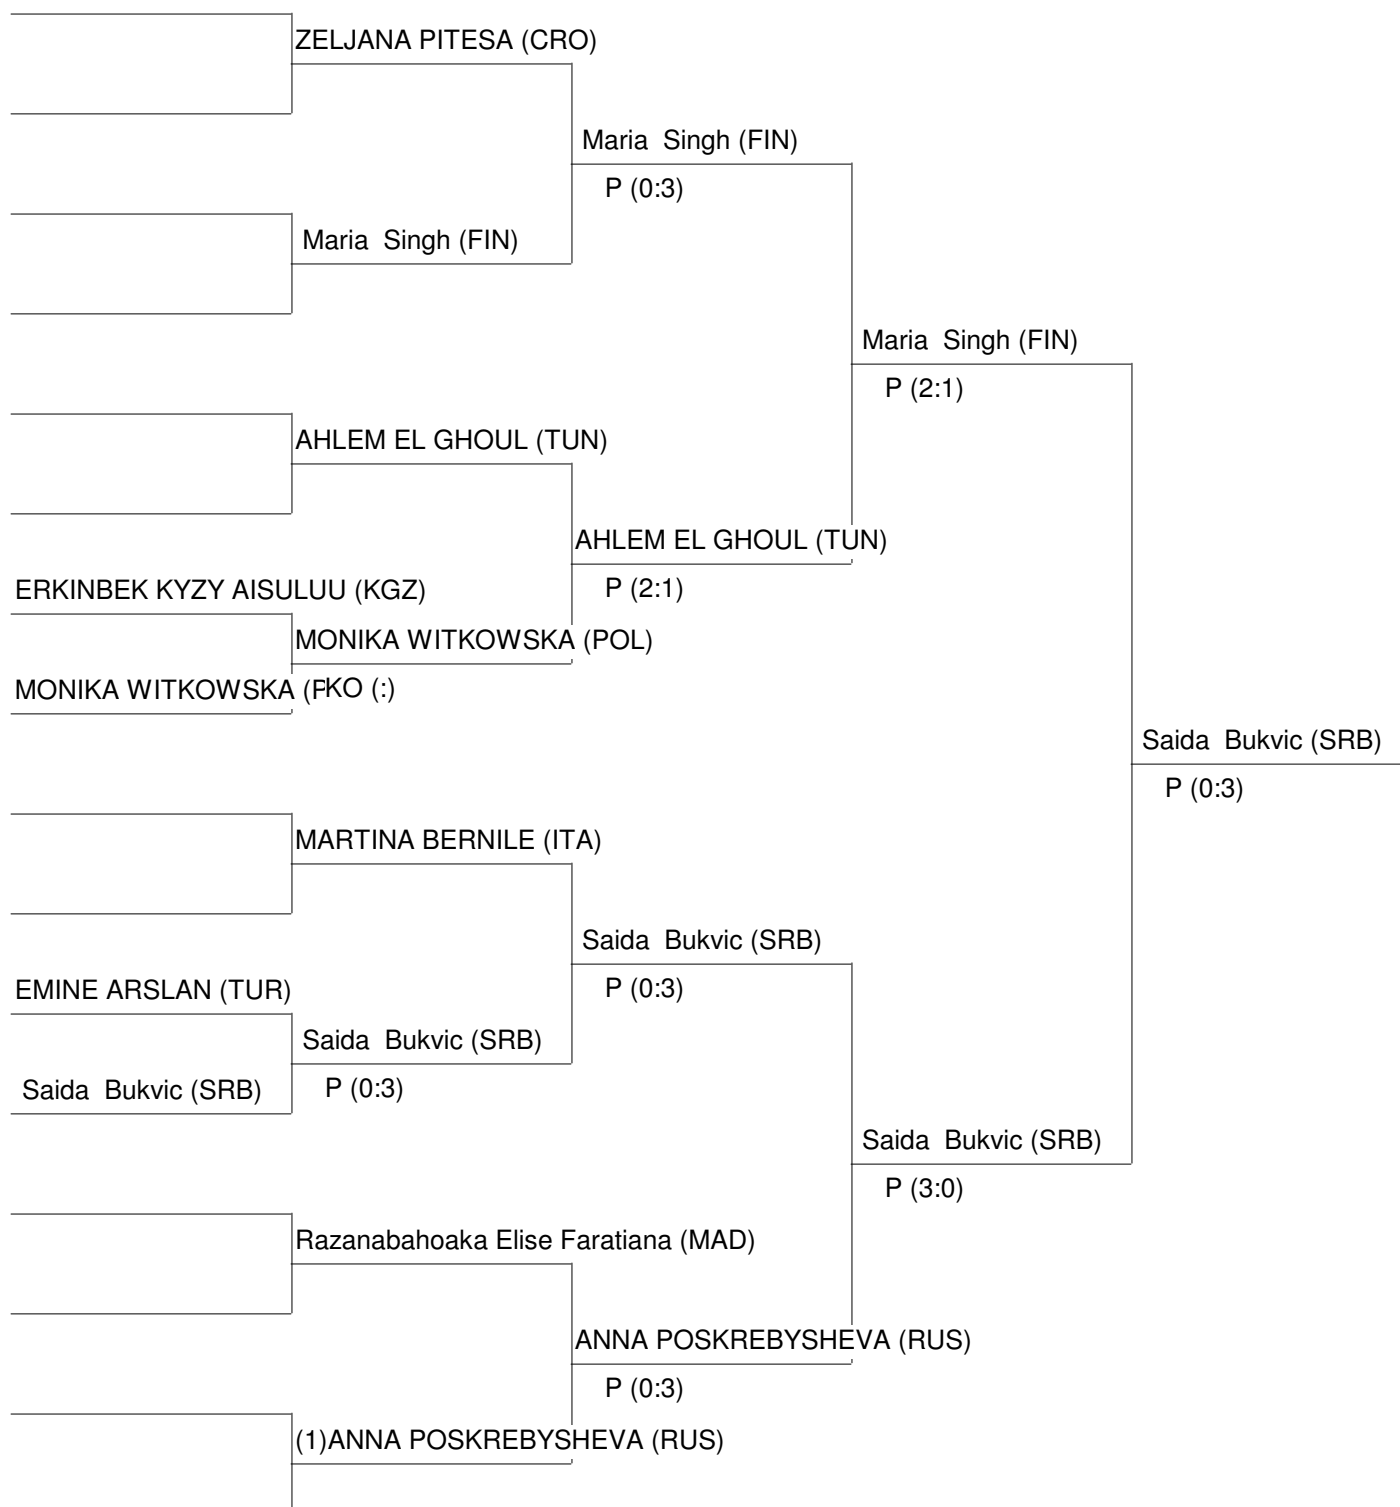 ZELJANA PITESA (CRO)
Maria Singh (FIN)
P (0:3)
Maria Singh (FIN)
Maria Singh (FIN)
P (2:1)
AHLEM EL GHOUL (TUN)
AHLEM EL GHOUL (TUN)
P (2:1)
ERKINBEK KYZY AISULUU (KGZ)
MONIKA WITKOWSKA (POL)
MONIKA WITKOWSKA (P
KO (:)
Saida Bukvic (SRB)
P (0:3)
MARTINA BERNILE (ITA)
Saida Bukvic (SRB)
P (0:3)
EMINE ARSLAN (TUR)
Saida Bukvic (SRB)
P (0:3)
Saida Bukvic (SRB)
Saida Bukvic (SRB)
P (3:0)
Razanabahoaka Elise Faratiana (MAD)
ANNA POSKREBYSHEVA (RUS)
P (0:3)
(1)ANNA POSKREBYSHEVA (RUS)